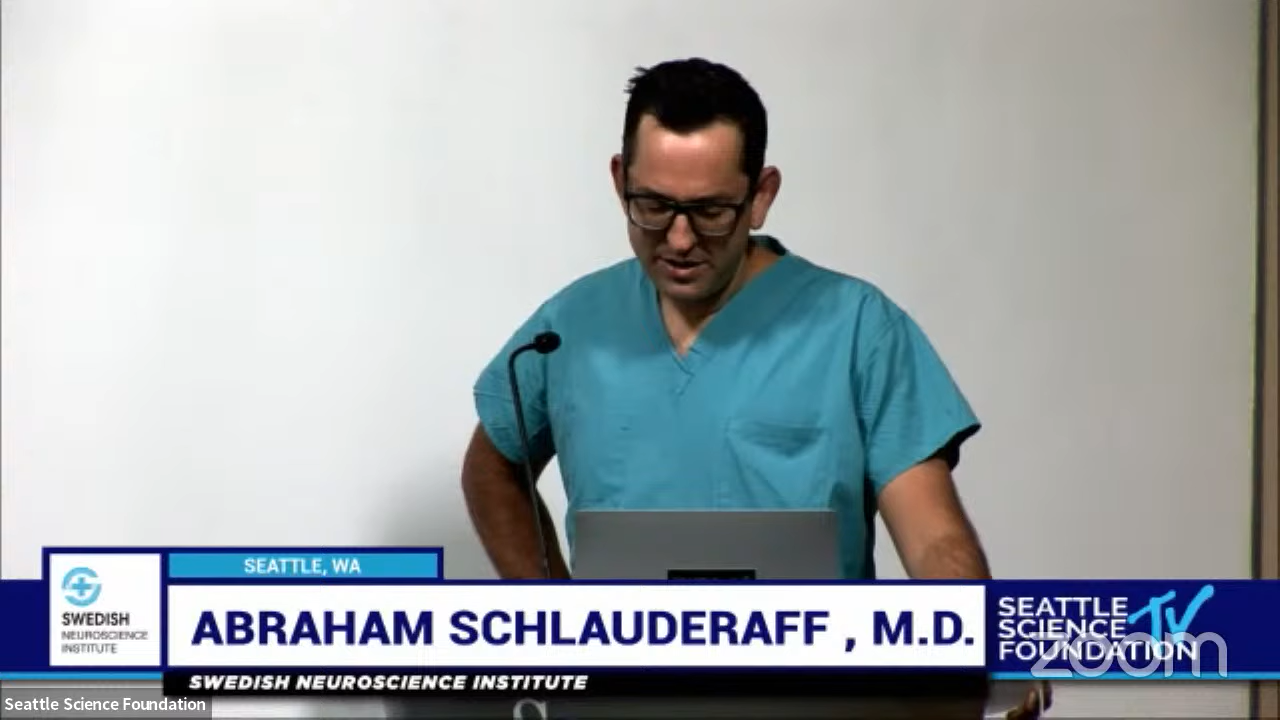 SEATTLE, WA
SWEDISH
NEUROSCIENCE
INSTITUTE
ABRAHAM SCHLAUDERAFF , M.D.
SEATTLE
SCIENCE TV
FOUNDATION
zoom
SWEDISH NEUROSCIENCE INSTITUTE
Seattle Science Foundation